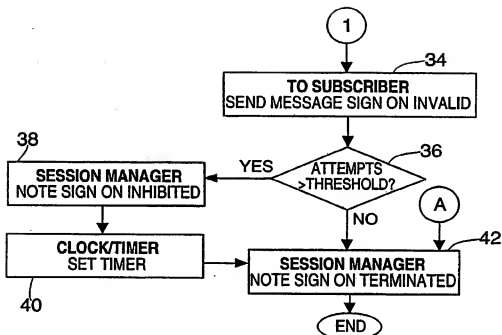 1
34
TO SUBSCRIBER
SEND MESSAGE SIGN ON INVALID
36
38
YES
ATTEMPTS
>THRESHOLD?
SESSION MANAGER
NOTE SIGN ON INHIBITED
A
NO
42
CLOCK/TIMER
SET TIMER
SESSION MANAGER
NOTE SIGN ON TERMINATED
40
END